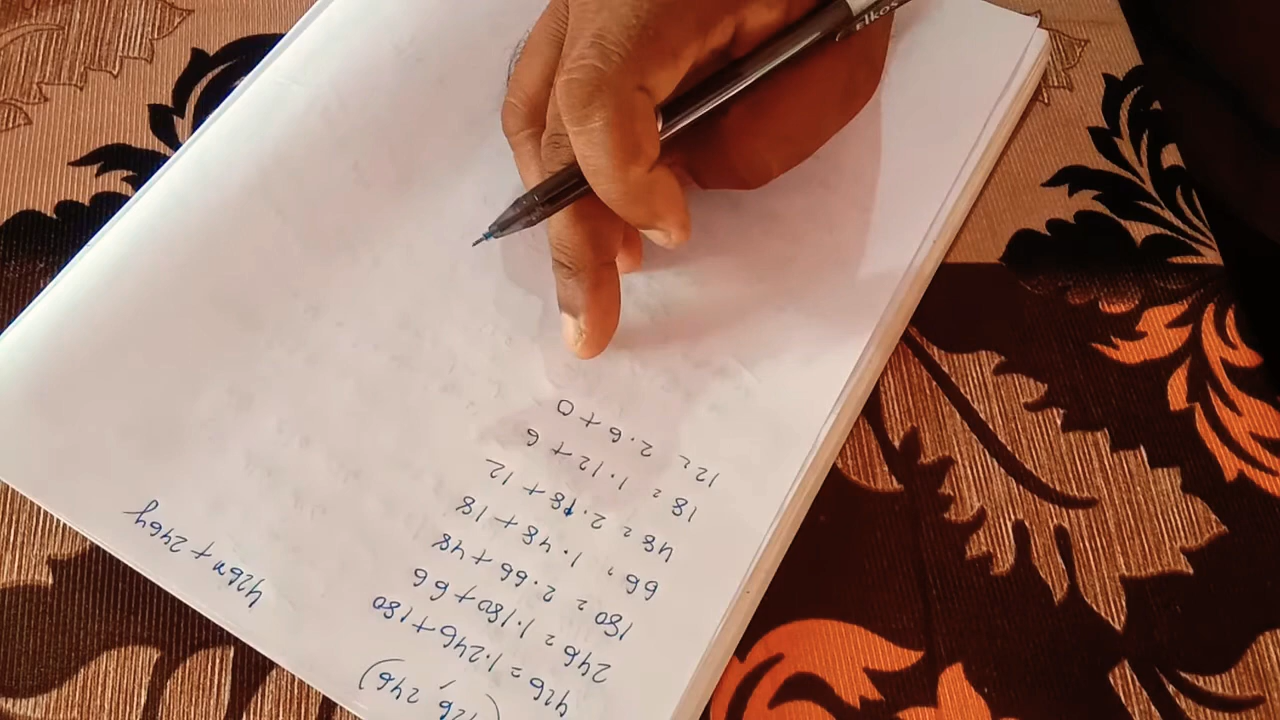 (426, 246)
426 = 1·246+180
246 = 1·180+66
180 = 2·66+48
66 = 1·48+18
48 = 2·18+12
18 = 1·12+6
12 = 2·6+0
426x+246y